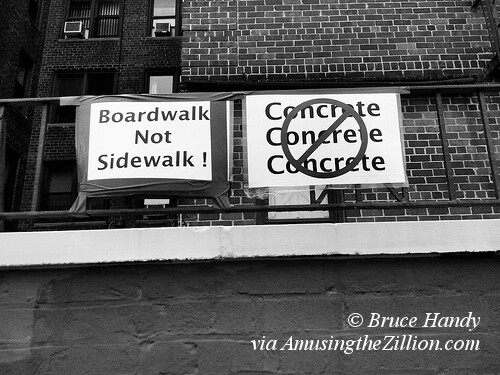 Boardwalk
Not
Sidewalk !
Concrete
Concrete
Concrete
© Bruce Handy
via AmusingtheZillion.com